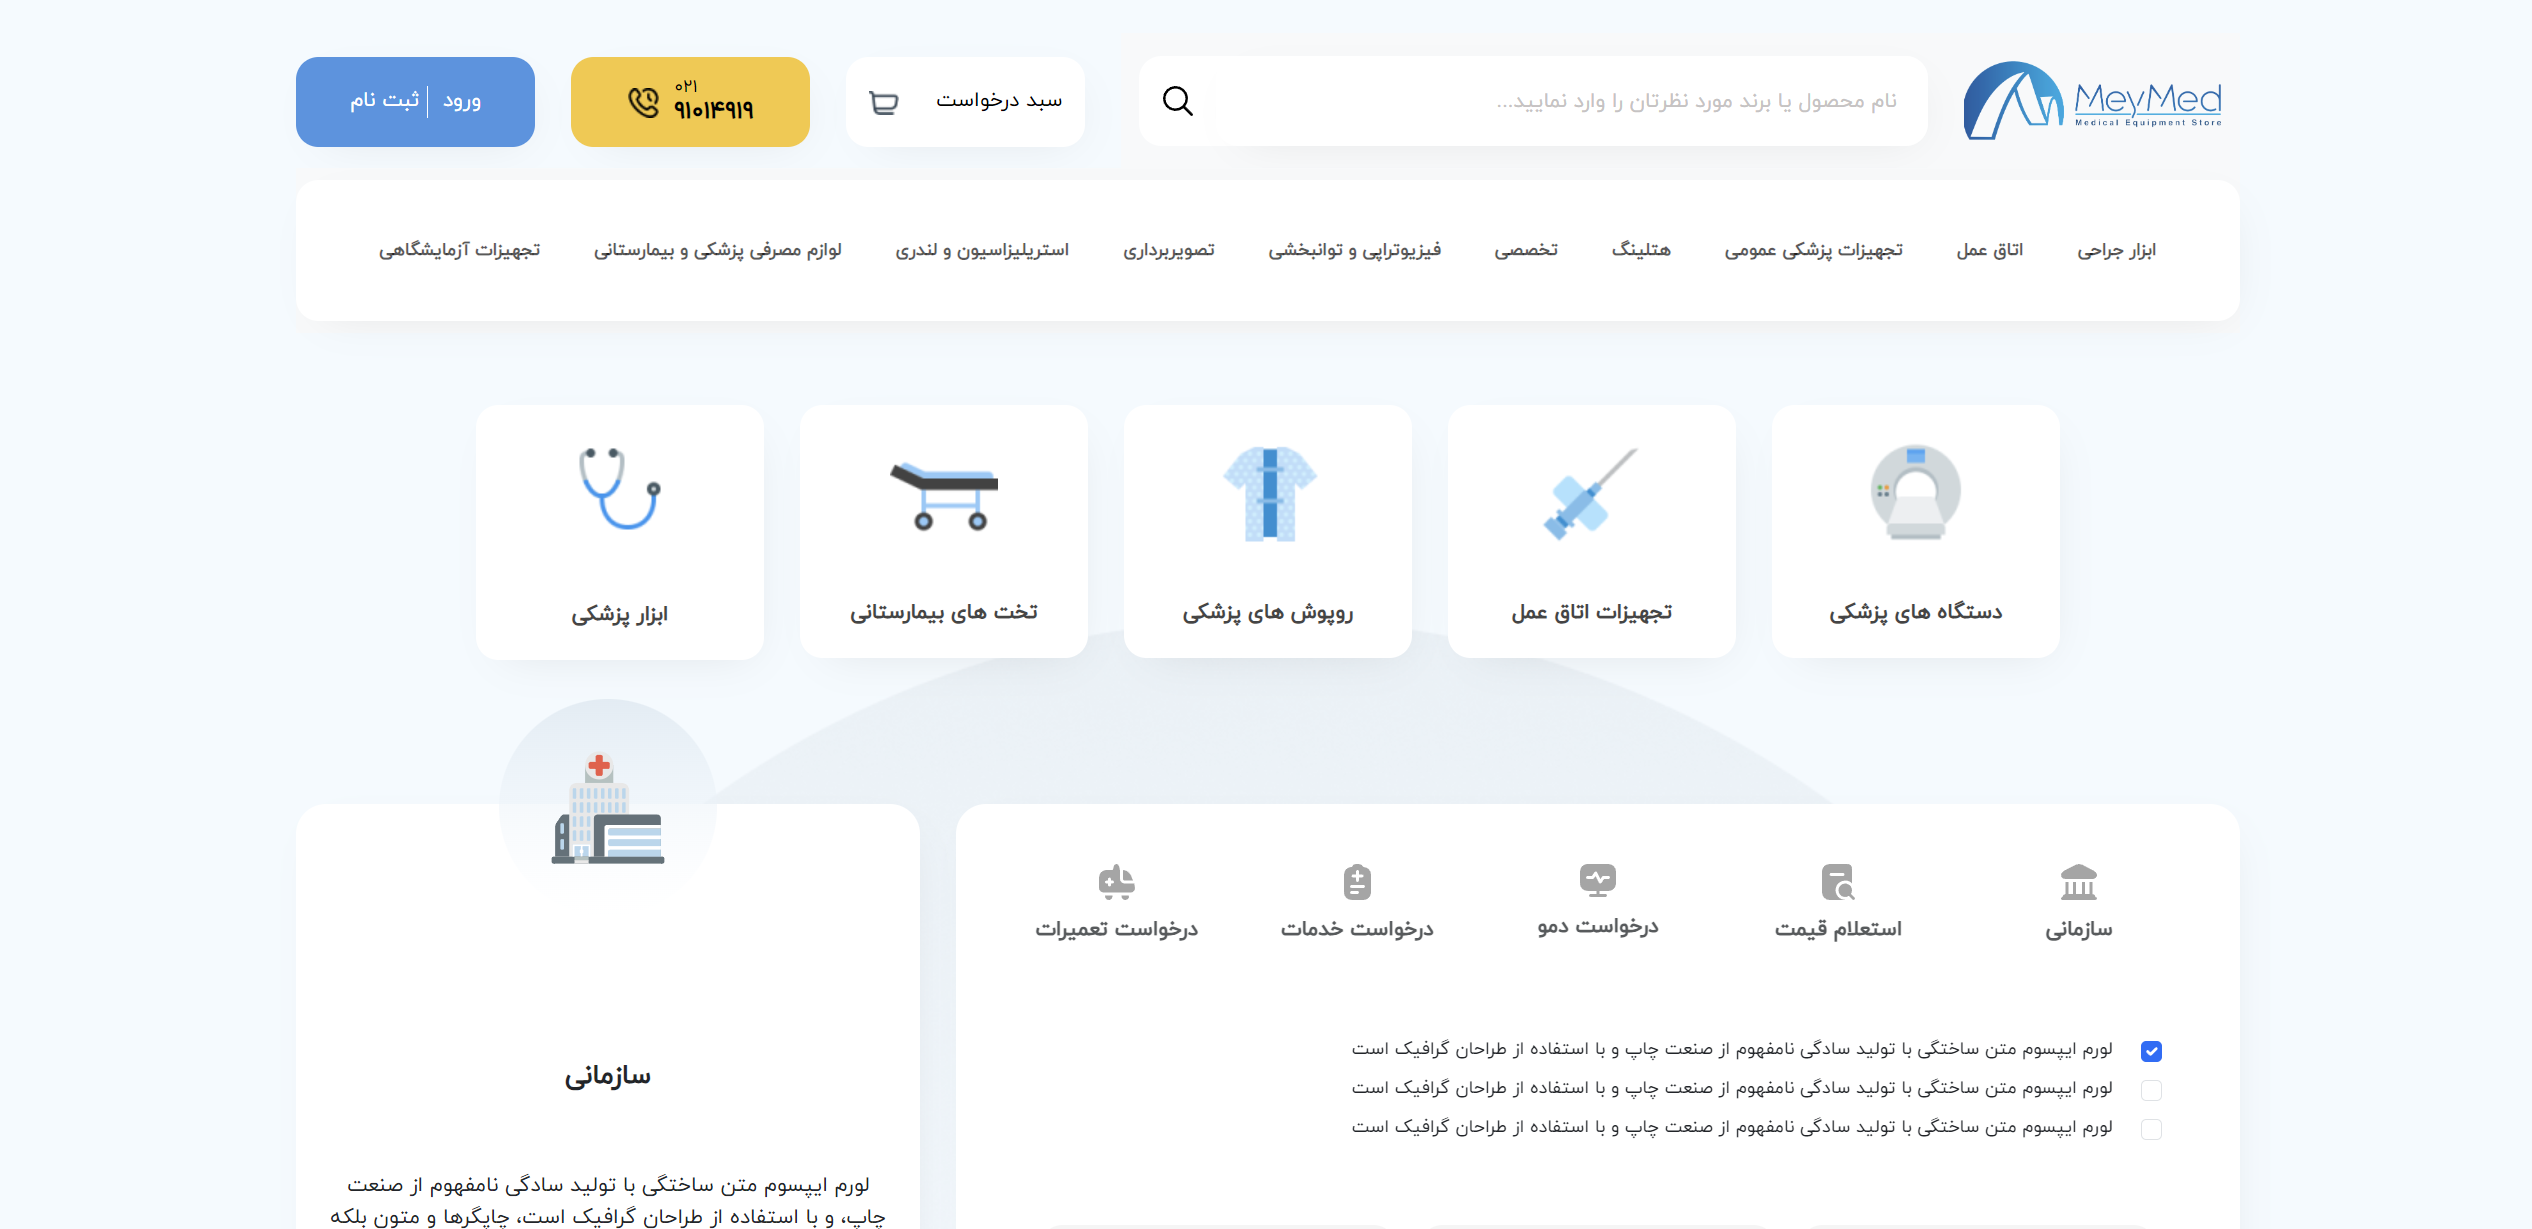 MeyMed
Medical Equipment Store
نام محصول یا برند مورد نظرتان را وارد نمایید...
سبد درخواست
۰۲۱
۹۱۰۱۴۹۱۹
ورود | ثبت نام
ابزار جراحی
اتاق عمل
تجهیزات پزشکی عمومی
هتلینگ
تخصصی
فیزیوتراپی و توانبخشی
تصویربرداری
استریلیزاسیون و لندری
لوازم مصرفی پزشکی و بیمارستانی
تجهیزات آزمایشگاهی
دستگاه های پزشکی
تجهیزات اتاق عمل
روپوش های پزشکی
تخت های بیمارستانی
ابزار پزشکی
سازمانی
استعلام قیمت
درخواست دمو
درخواست خدمات
درخواست تعمیرات
لورم ایپسوم متن ساختگی با تولید سادگی نامفهوم از صنعت چاپ و با استفاده از طراحان گرافیک است
لورم ایپسوم متن ساختگی با تولید سادگی نامفهوم از صنعت چاپ و با استفاده از طراحان گرافیک است
لورم ایپسوم متن ساختگی با تولید سادگی نامفهوم از صنعت چاپ و با استفاده از طراحان گرافیک است
سازمانی
لورم ایپسوم متن ساختگی با تولید سادگی نامفهوم از صنعت
چاپ، و با استفاده از طراحان گرافیک است، چاپگرها و متون بلکه